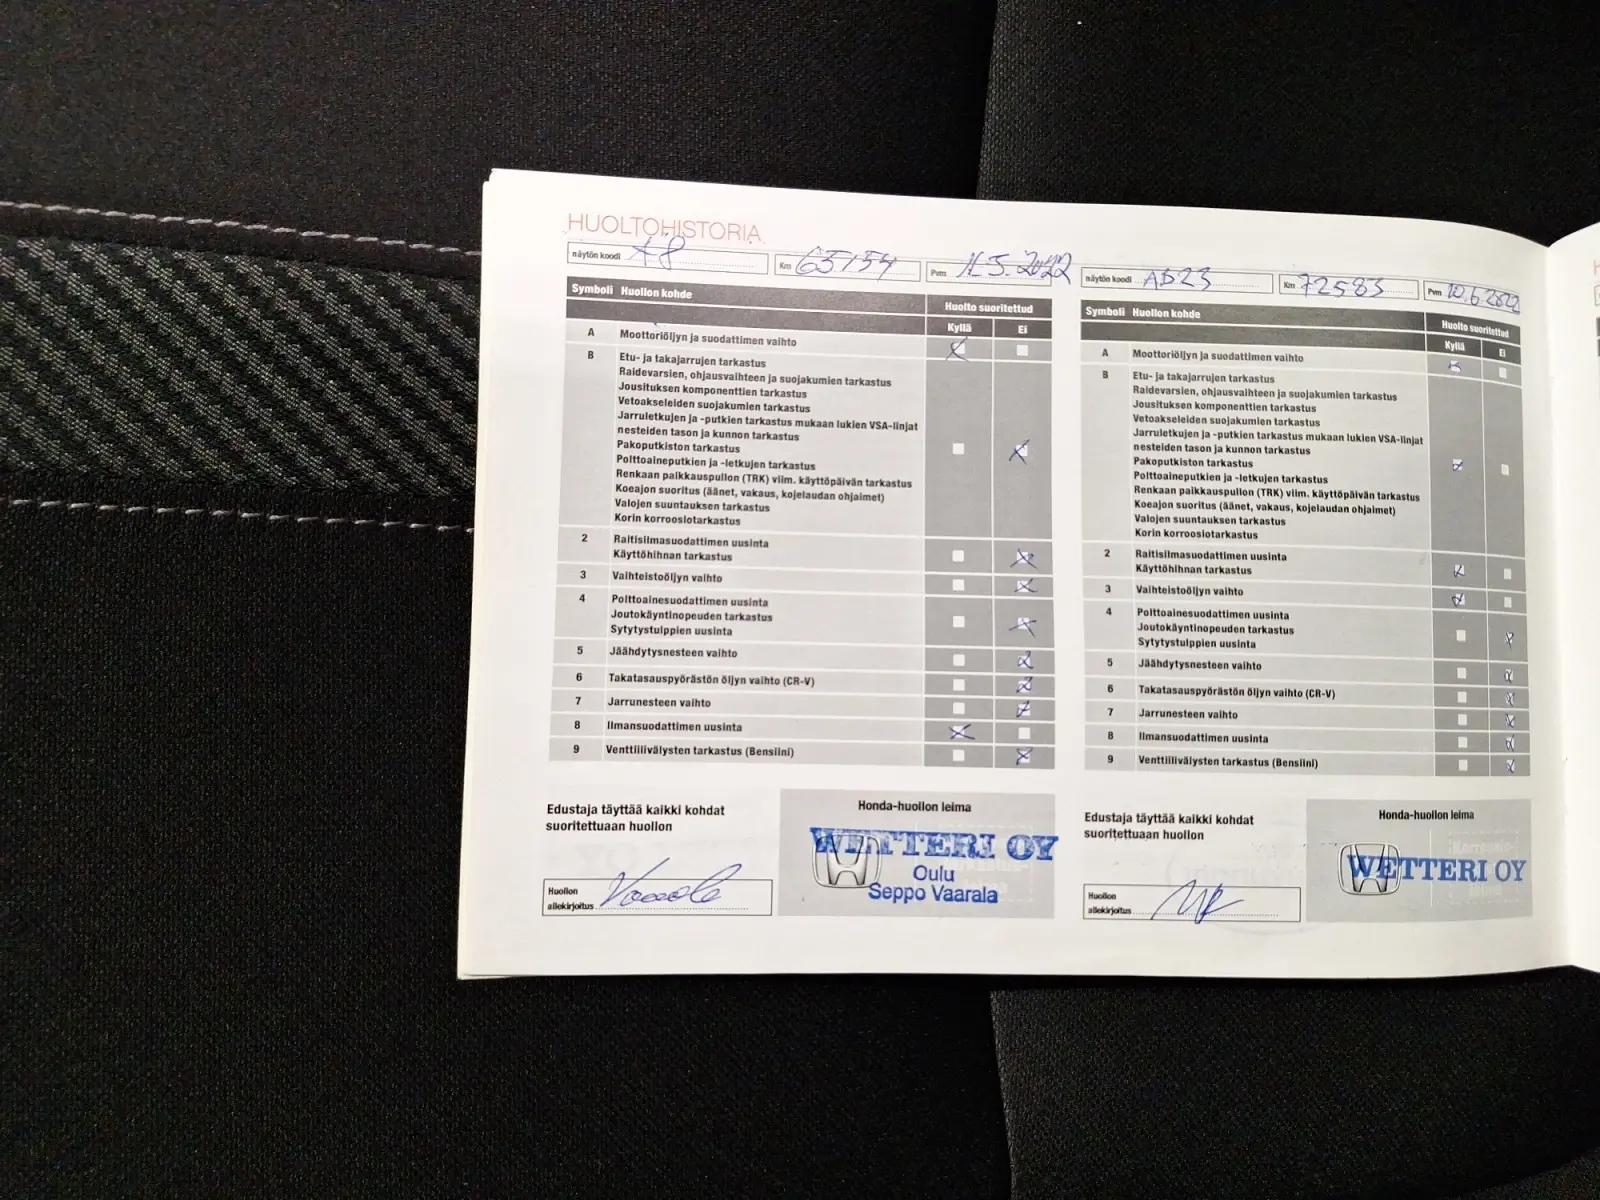 HUOLTOHISTORIA
näytön koodi A8 Km 65154 Pvm 11.5.2022
Symboli Huollon kohde Huolto suoritettud
Kyllä Ei
A Moottoriöljyn ja suodattimen vaihto
B Etu- ja takajarrujen tarkastus
Raidevarsien, ohjausvaihteen ja suojakumien tarkastus
Jousituksen komponenttien tarkastus
Vetoakseleiden suojakumien tarkastus
Jarruletkujen ja -putkien tarkastus mukaan lukien VSA-linjat
nesteiden tason ja kunnon tarkastus
Pakoputkiston tarkastus
Polttoaineputkien ja -letkujen tarkastus
Renkaan paikkauspullon (TRK) viim. käyttöpäivän tarkastus
Koeajon suoritus (äänet, vakaus, kojelaudan ohjaimet)
Valojen suuntauksen tarkastus
Korin korroosiotarkastus
2 Raitisilmasuodattimen uusinta
Käyttöhihnan tarkastus
3 Vaihteistoöljyn vaihto
4 Polttoainesuodattimen uusinta
Joutokäyntinopeuden tarkastus
Sytytystulppien uusinta
5 Jäähdytysnesteen vaihto
6 Takatasauspyörästön öljyn vaihto (CR-V)
7 Jarrunesteen vaihto
8 Ilmansuodattimen uusinta
9 Venttiilivälysten tarkastus (Bensiini)
Edustaja täyttää kaikki kohdat
suoritettuaan huollon
Huollon
allekirjoitus
Honda-huollon leima
WETTERI OY
Oulu
Seppo Vaarala
näytön koodi AB23 Km 72583 Pvm 10.6.2022
Symboli Huollon kohde Huolto suoritettud
Kyllä Ei
A Moottoriöljyn ja suodattimen vaihto
B Etu- ja takajarrujen tarkastus
Raidevarsien, ohjausvaihteen ja suojakumien tarkastus
Jousituksen komponenttien tarkastus
Vetoakseleiden suojakumien tarkastus
Jarruletkujen ja -putkien tarkastus mukaan lukien VSA-linjat
nesteiden tason ja kunnon tarkastus
Pakoputkiston tarkastus
Polttoaineputkien ja -letkujen tarkastus
Renkaan paikkauspullon (TRK) viim. käyttöpäivän tarkastus
Koeajon suoritus (äänet, vakaus, kojelaudan ohjaimet)
Valojen suuntauksen tarkastus
Korin korroosiotarkastus
2 Raitisilmasuodattimen uusinta
Käyttöhihnan tarkastus
3 Vaihteistoöljyn vaihto
4 Polttoainesuodattimen uusinta
Joutokäyntinopeuden tarkastus
Sytytystulppien uusinta
5 Jäähdytysnesteen vaihto
6 Takatasauspyörästön öljyn vaihto (CR-V)
7 Jarrunesteen vaihto
8 Ilmansuodattimen uusinta
9 Venttiilivälysten tarkastus (Bensiini)
Edustaja täyttää kaikki kohdat
suoritettuaan huollon
Huollon
allekirjoitus
Honda-huollon leima
WETTERI OY